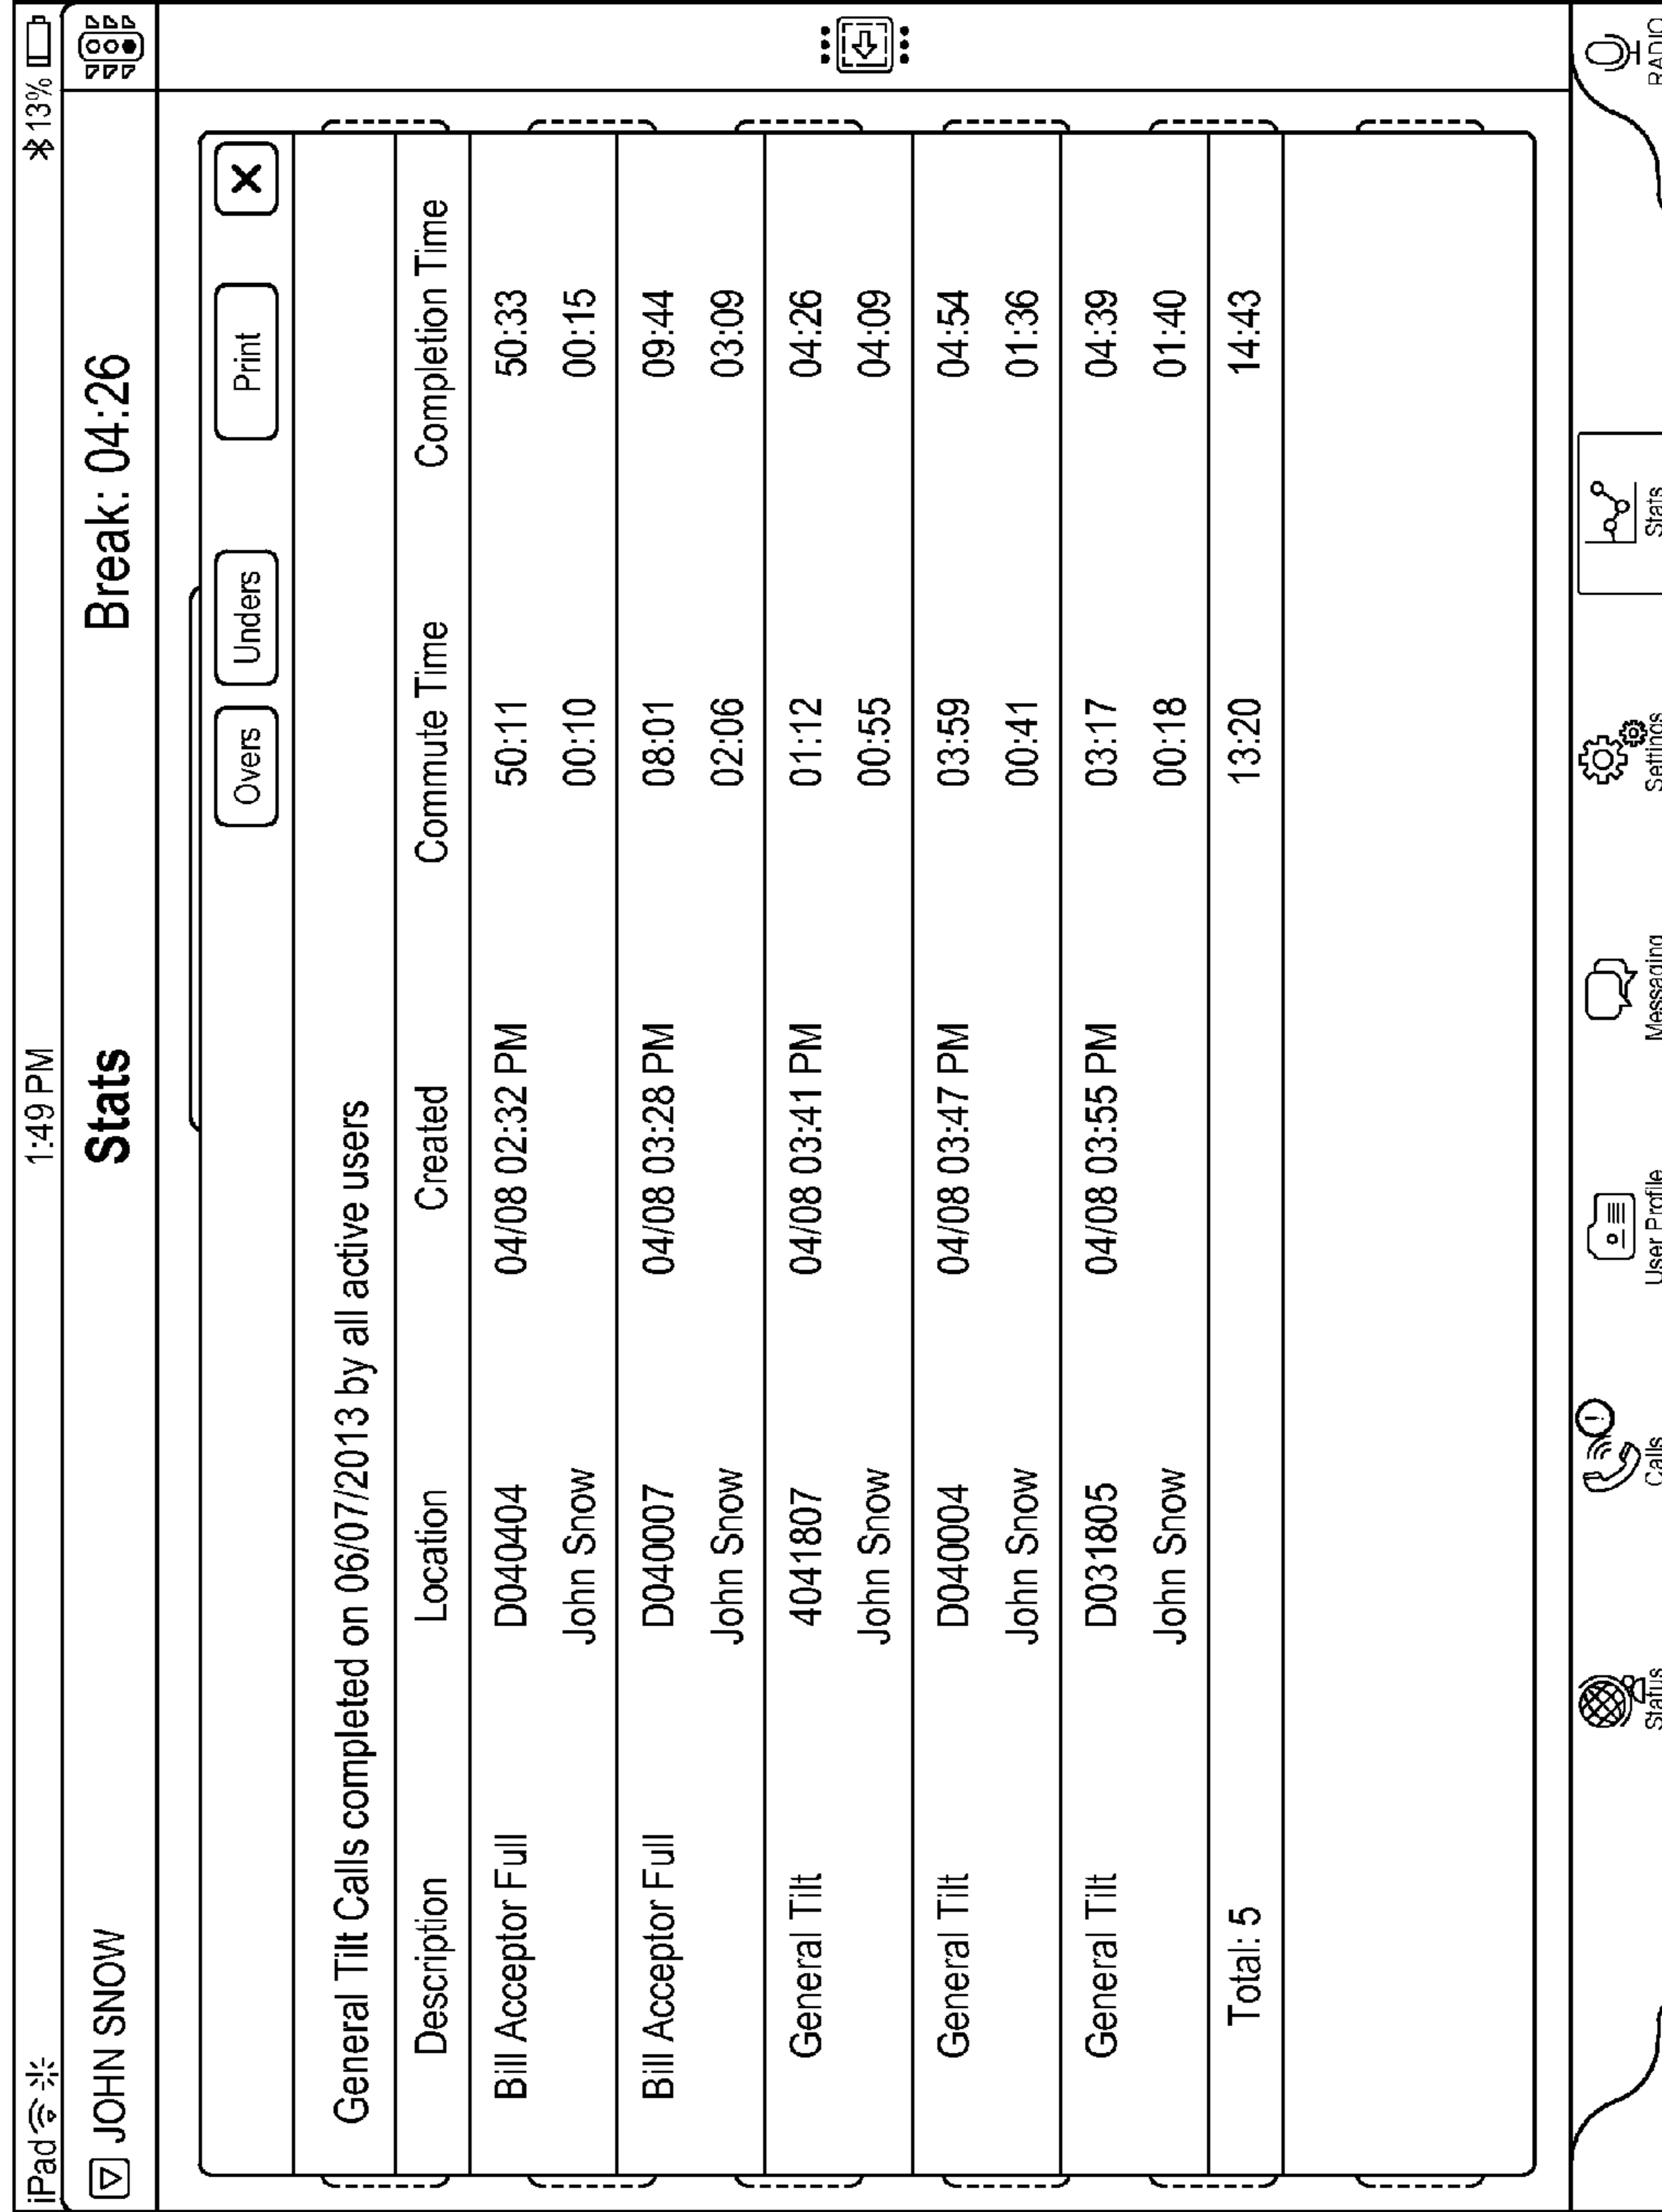 iPad 1:49 PM 13%
JOHN SNOW Stats Break: 04:26
Overs Unders Print X
General Tilt Calls completed on 06/07/2013 by all active users
Description Location Created Commute Time Completion Time
Bill Acceptor Full D040404 04/08 02:32 PM 50:11 50:33
John Snow 00:10 00:15
Bill Acceptor Full D040007 04/08 03:28 PM 08:01 09:44
John Snow 02:06 03:09
General Tilt 4041807 04/08 03:41 PM 01:12 04:26
John Snow 00:55 04:09
General Tilt D040004 04/08 03:47 PM 03:59 04:54
John Snow 00:41 01:36
General Tilt D031805 04/08 03:55 PM 03:17 04:39
John Snow 00:18 01:40
Total: 5 13:20 14:43
Status Calls User Profile Messaging Settings Stats RADIO